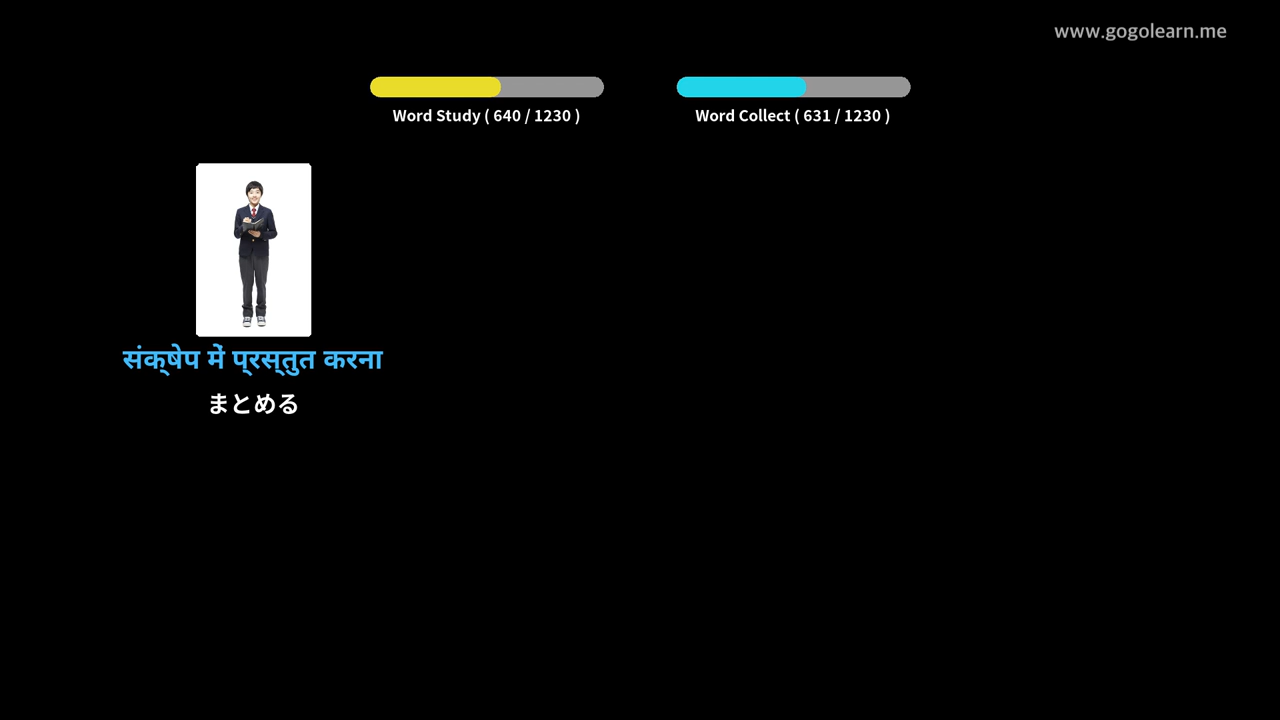 www.gogolearn.me
Word Study ( 640 / 1230 )
Word Collect ( 631 / 1230 )
संक्षेप में प्रस्तुत करना
まとめる